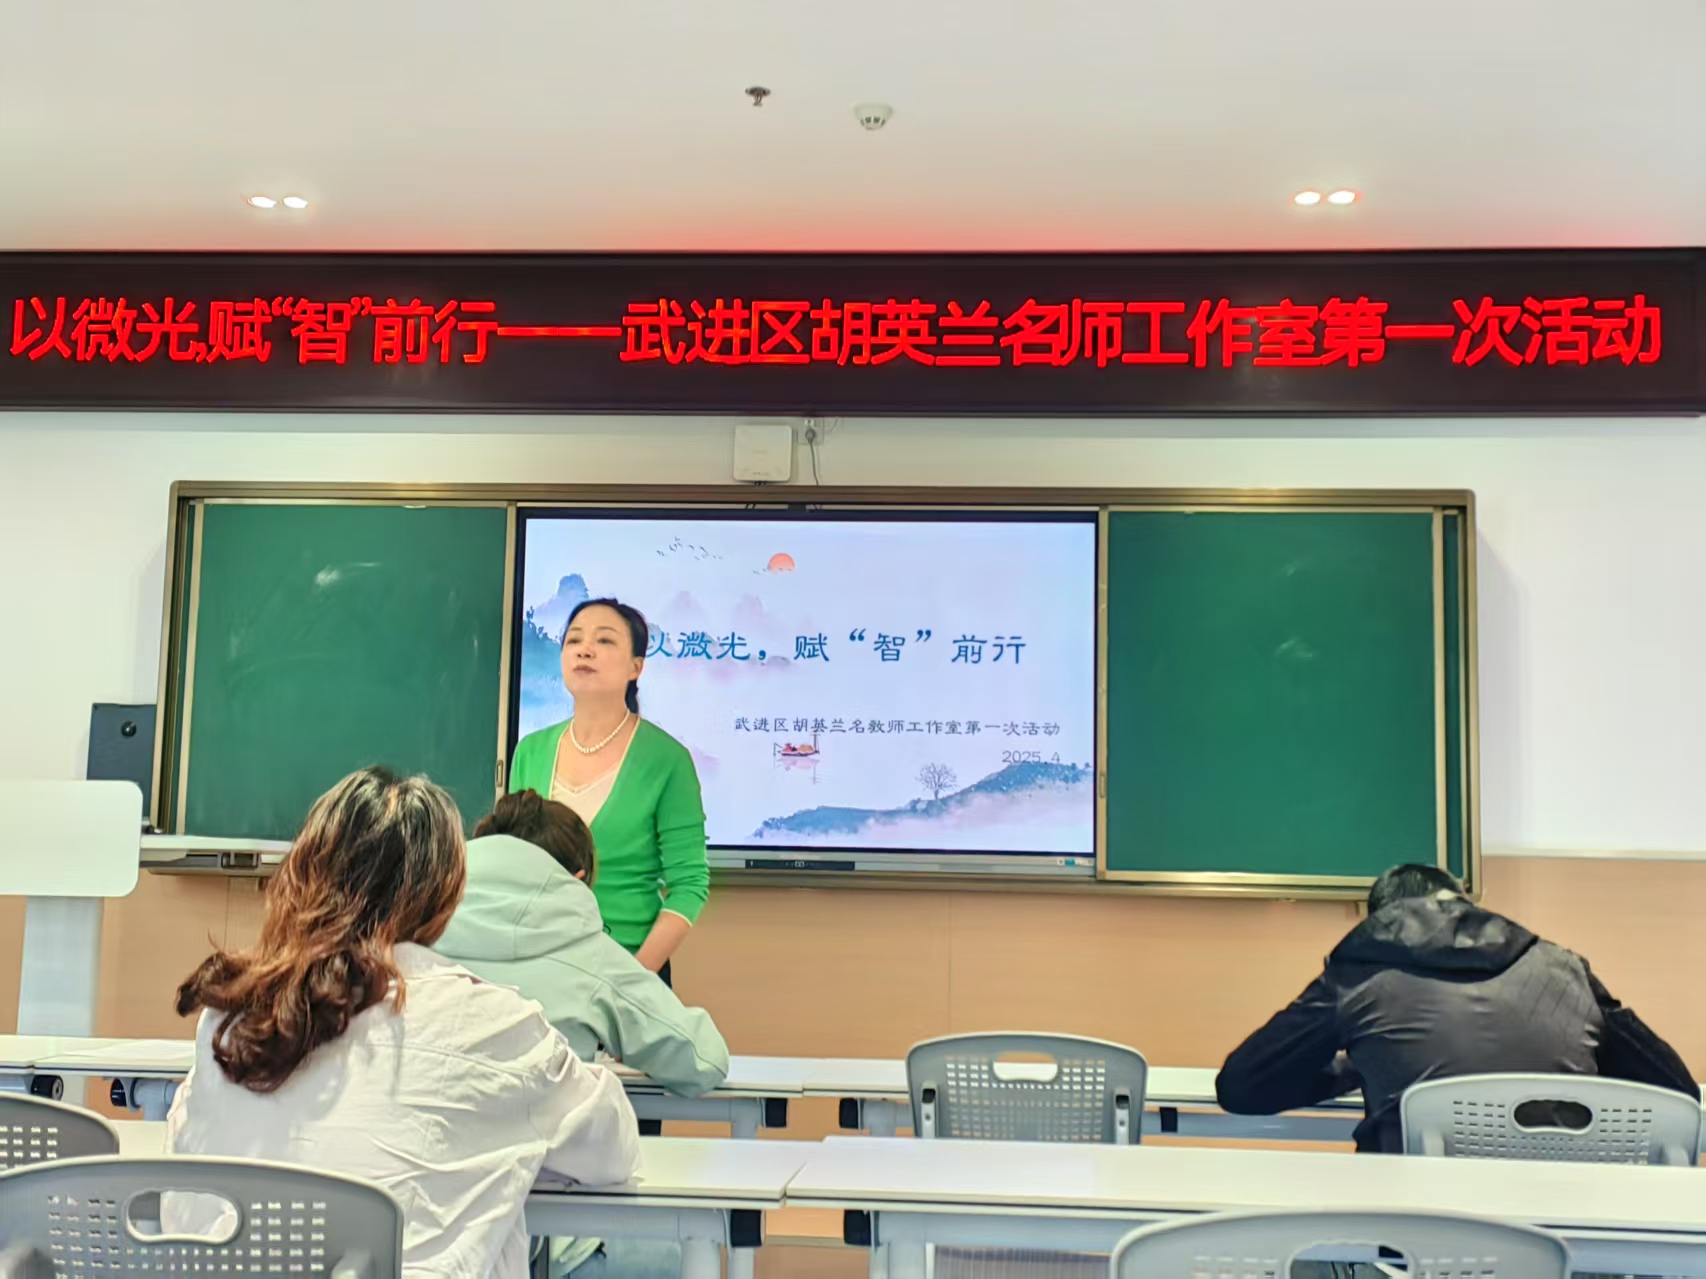 以微光,赋“智”前行——武进区胡英兰名师工作室第一次活动
以微光，赋“智”前行
武进区胡英兰名教师工作室第一次活动
2025.4